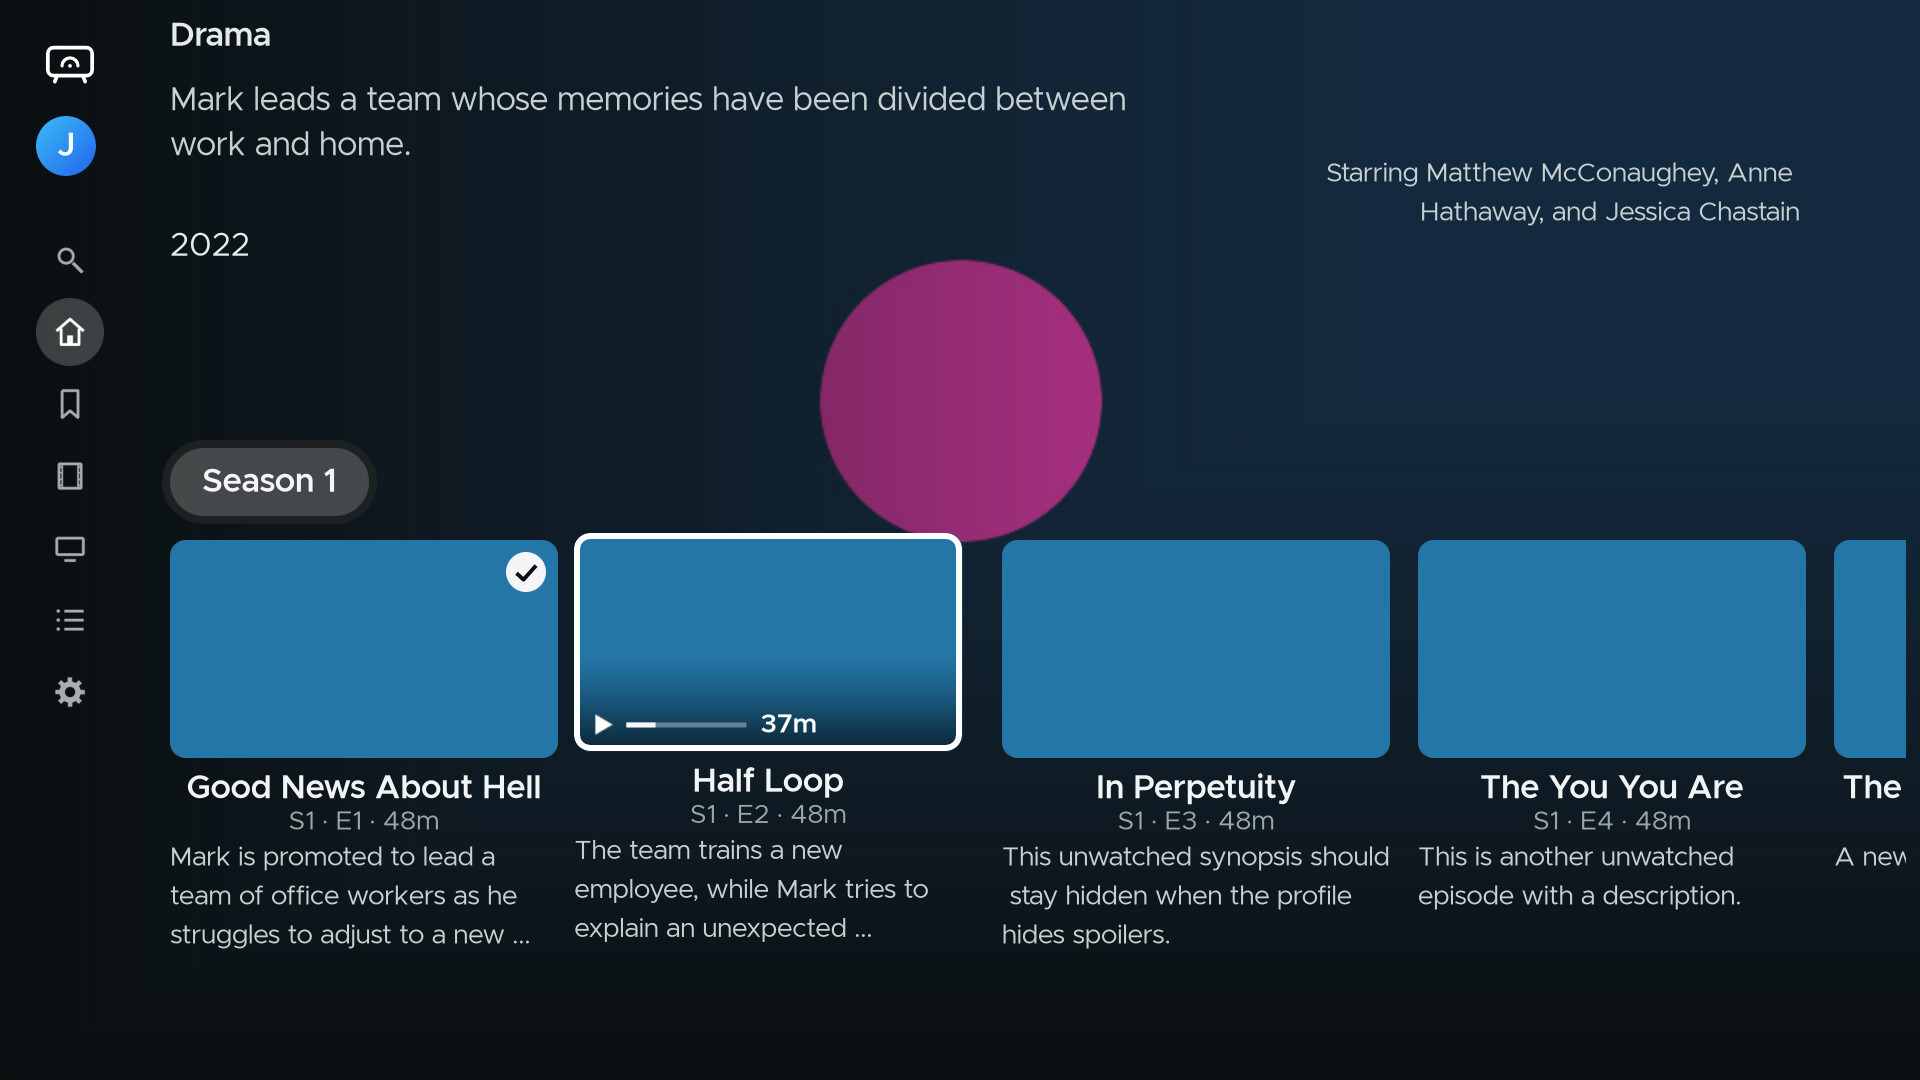 Drama
Mark leads a team whose memories have been divided between
work and home.
J
Starring Matthew McConaughey, Anne
Hathaway, and Jessica Chastain
2022
Season 1
37m
Good News About Hell
S1 · E1 · 48m
Mark is promoted to lead a
team of office workers as he
struggles to adjust to a new ...
Half Loop
S1 · E2 · 48m
The team trains a new
employee, while Mark tries to
explain an unexpected ...
In Perpetuity
S1 · E3 · 48m
This unwatched synopsis should
stay hidden when the profile
hides spoilers.
The You You Are
S1 · E4 · 48m
This is another unwatched
episode with a description.
The
A new